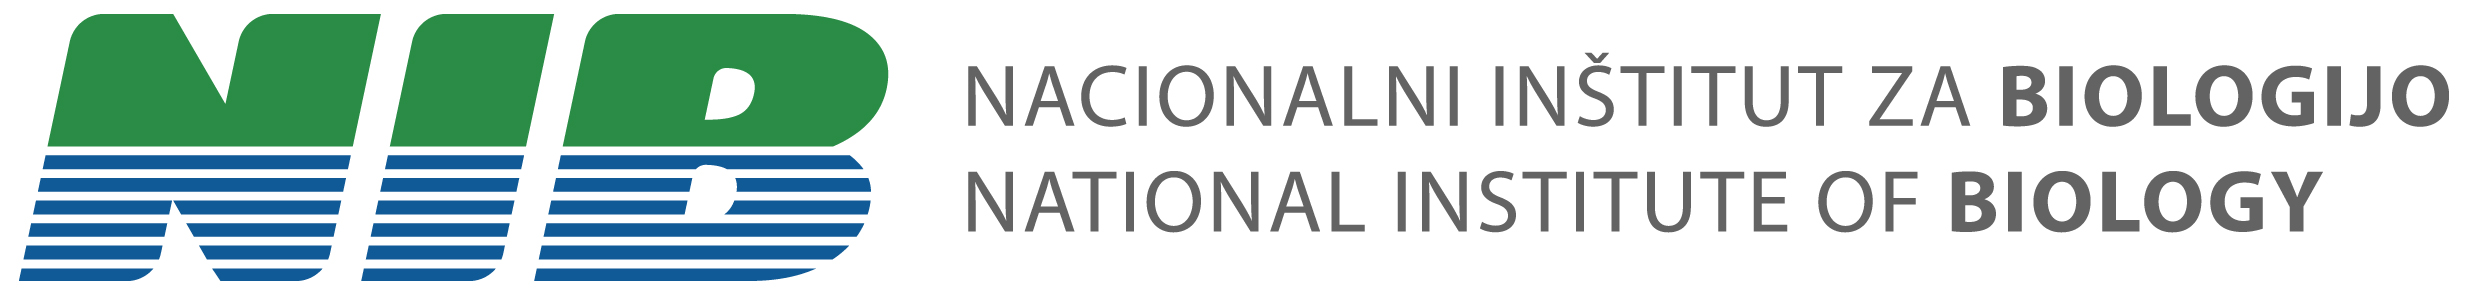 NIB
NACIONALNI INŠTITUT ZA BIOLOGIJO
NATIONAL INSTITUTE OF BIOLOGY